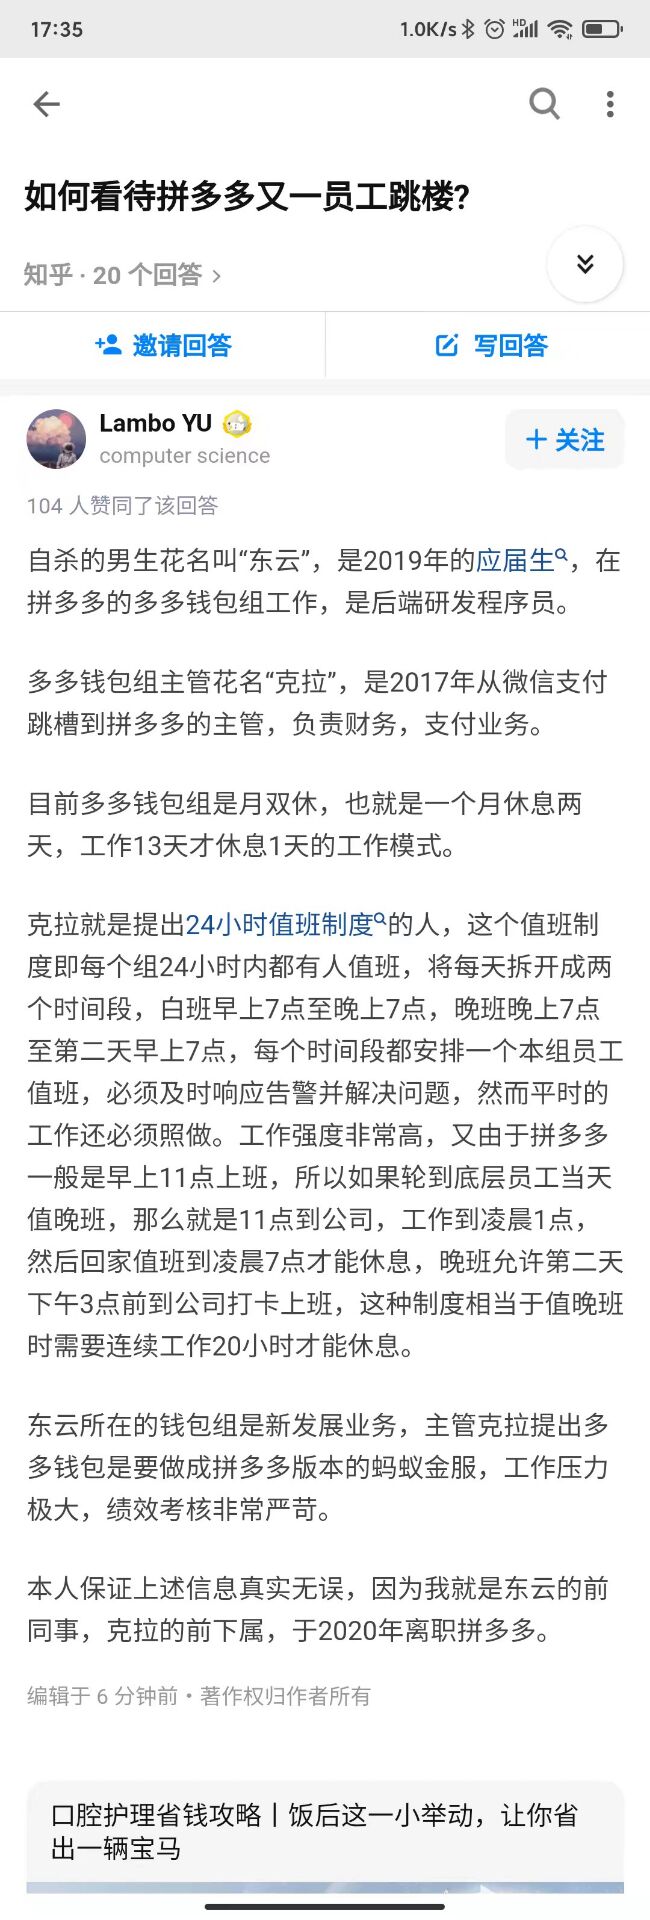 17:35
1.0K/s HD
如何看待拼多多又一员工跳楼?
知乎 · 20 个回答 >
邀请回答
写回答
Lambo YU
computer science
+ 关注
104 人赞同了该回答
自杀的男生花名叫“东云”，是2019年的应届生，在
拼多多的多多钱包组工作，是后端研发程序员。
多多钱包组主管花名“克拉”，是2017年从微信支付
跳槽到拼多多的主管，负责财务，支付业务。
目前多多钱包组是月双休，也就是一个月休息两
天，工作13天才休息1天的工作模式。
克拉就是提出24小时值班制度的人，这个值班制
度即每个组24小时内都有人值班，将每天拆开成两
个时间段，白班早上7点至晚上7点，晚班晚上7点
至第二天早上7点，每个时间段都安排一个本组员工
值班，必须及时响应告警并解决问题，然而平时的
工作还必须照做。工作强度非常高，又由于拼多多
一般是早上11点上班，所以如果轮到底层员工当天
值晚班，那么就是11点到公司，工作到凌晨1点，
然后回家值班到凌晨7点才能休息，晚班允许第二天
下午3点前到公司打卡上班，这种制度相当于值晚班
时需要连续工作20小时才能休息。
东云所在的钱包组是新发展业务，主管克拉提出多
多钱包是要做成拼多多版本的蚂蚁金服，工作压力
极大，绩效考核非常严苛。
本人保证上述信息真实无误，因为我就是东云的前
同事，克拉的前下属，于2020年离职拼多多。
编辑于 6 分钟前 · 著作权归作者所有
口腔护理省钱攻略丨饭后这一小举动，让你省
出一辆宝马